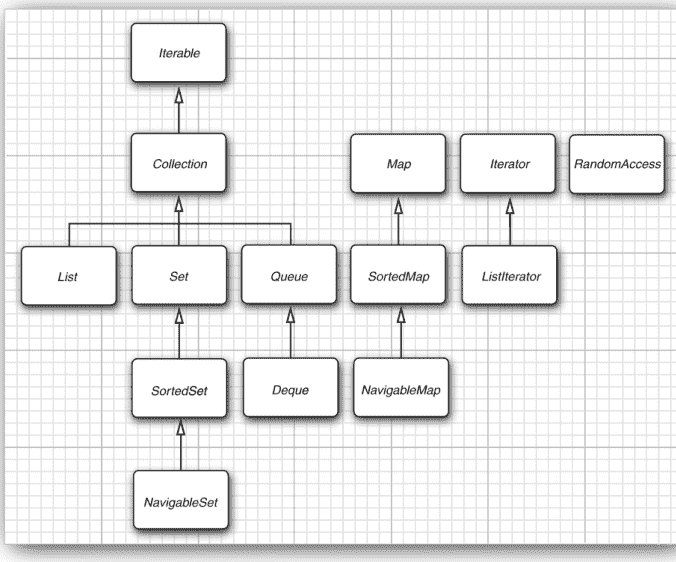 Iterable
Collection
Map
Iterator
RandomAccess
List
Set
Queue
SortedMap
ListIterator
SortedSet
Deque
NavigableMap
NavigableSet